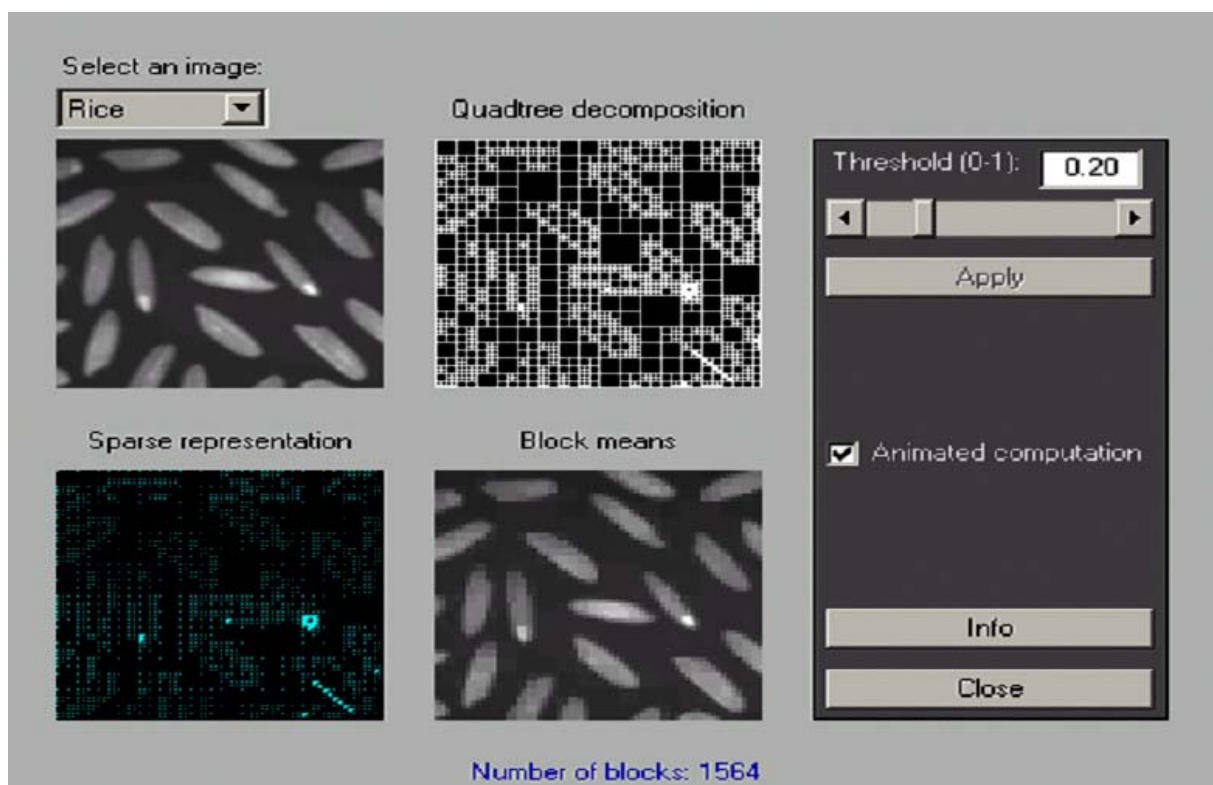 Select an image:
Rice
Quadtree decomposition
Threshold (0-1): 0.20
Apply
Sparse representation
Block means
Animated computation
Info
Close
Number of blocks: 1564